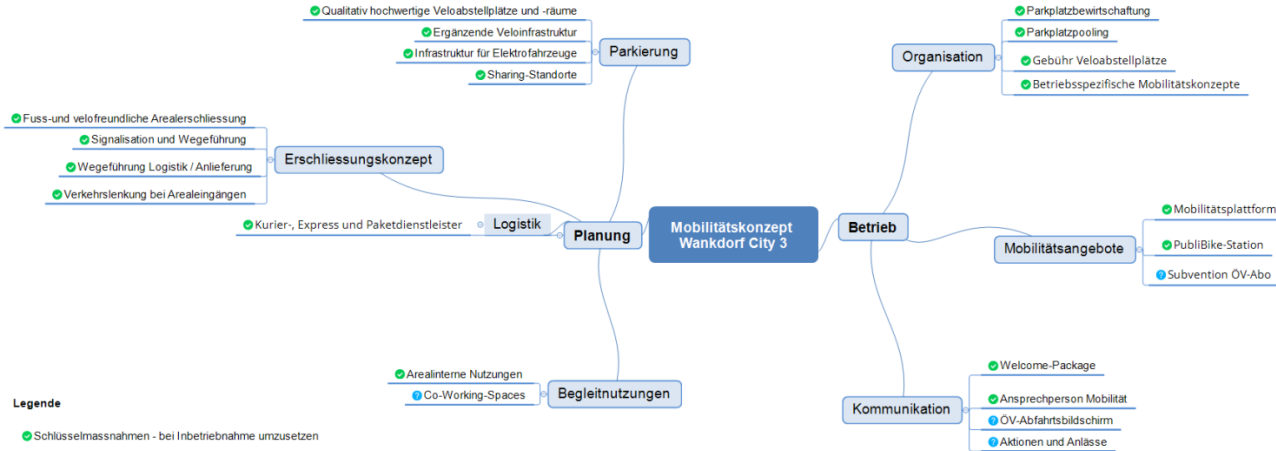 Qualitativ hochwertige Veloabstellplätze und -räume
Ergänzende Veloinfrastruktur
Infrastruktur für Elektrofahrzeuge
Sharing-Standorte
Parkierung
Fuss-und velofreundliche Arealerschliessung
Signalisation und Wegeführung
Wegeführung Logistik / Anlieferung
Verkehrslenkung bei Arealeingängen
Erschliessungskonzept
Kurier-, Express und Paketdienstleister
Logistik
Planung
Arealinterne Nutzungen
Co-Working-Spaces
Begleitnutzungen
Mobilitätskonzept
Wankdorf City 3
Betrieb
Organisation
Parkplatzbewirtschaftung
Parkplatzpooling
Gebühr Veloabstellplätze
Betriebsspezifische Mobilitätskonzepte
Mobilitätsangebote
Mobilitätsplattform
PubliBike-Station
Subvention ÖV-Abo
Kommunikation
Welcome-Package
Ansprechperson Mobilität
ÖV-Abfahrtsbildschirm
Aktionen und Anlässe
Legende
Schlüsselmassnahmen - bei Inbetriebnahme umzusetzen